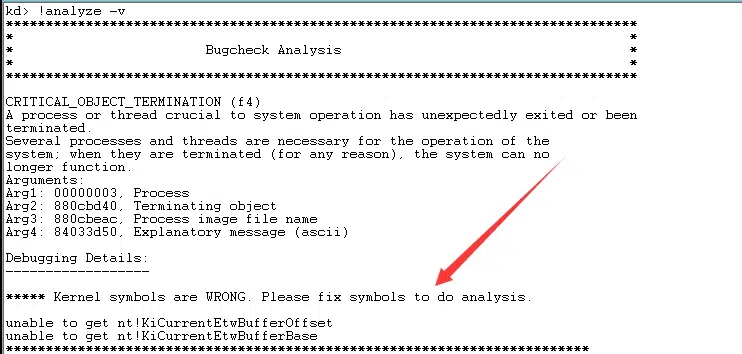 kd> !analyze -v
*******************************************************************************
*                                                                             *
*                        Bugcheck Analysis                                    *
*                                                                             *
*******************************************************************************
CRITICAL_OBJECT_TERMINATION (f4)
A process or thread crucial to system operation has unexpectedly exited or been
terminated.
Several processes and threads are necessary for the operation of the
system; when they are terminated (for any reason), the system can no
longer function.
Arguments:
Arg1: 00000003, Process
Arg2: 880cbd40, Terminating object
Arg3: 880cbeac, Process image file name
Arg4: 84033d50, Explanatory message (ascii)
Debugging Details:
------------------
***** Kernel symbols are WRONG. Please fix symbols to do analysis.
unable to get nt!KiCurrentEtwBufferOffset
unable to get nt!KiCurrentEtwBufferBase
*************************************************************************